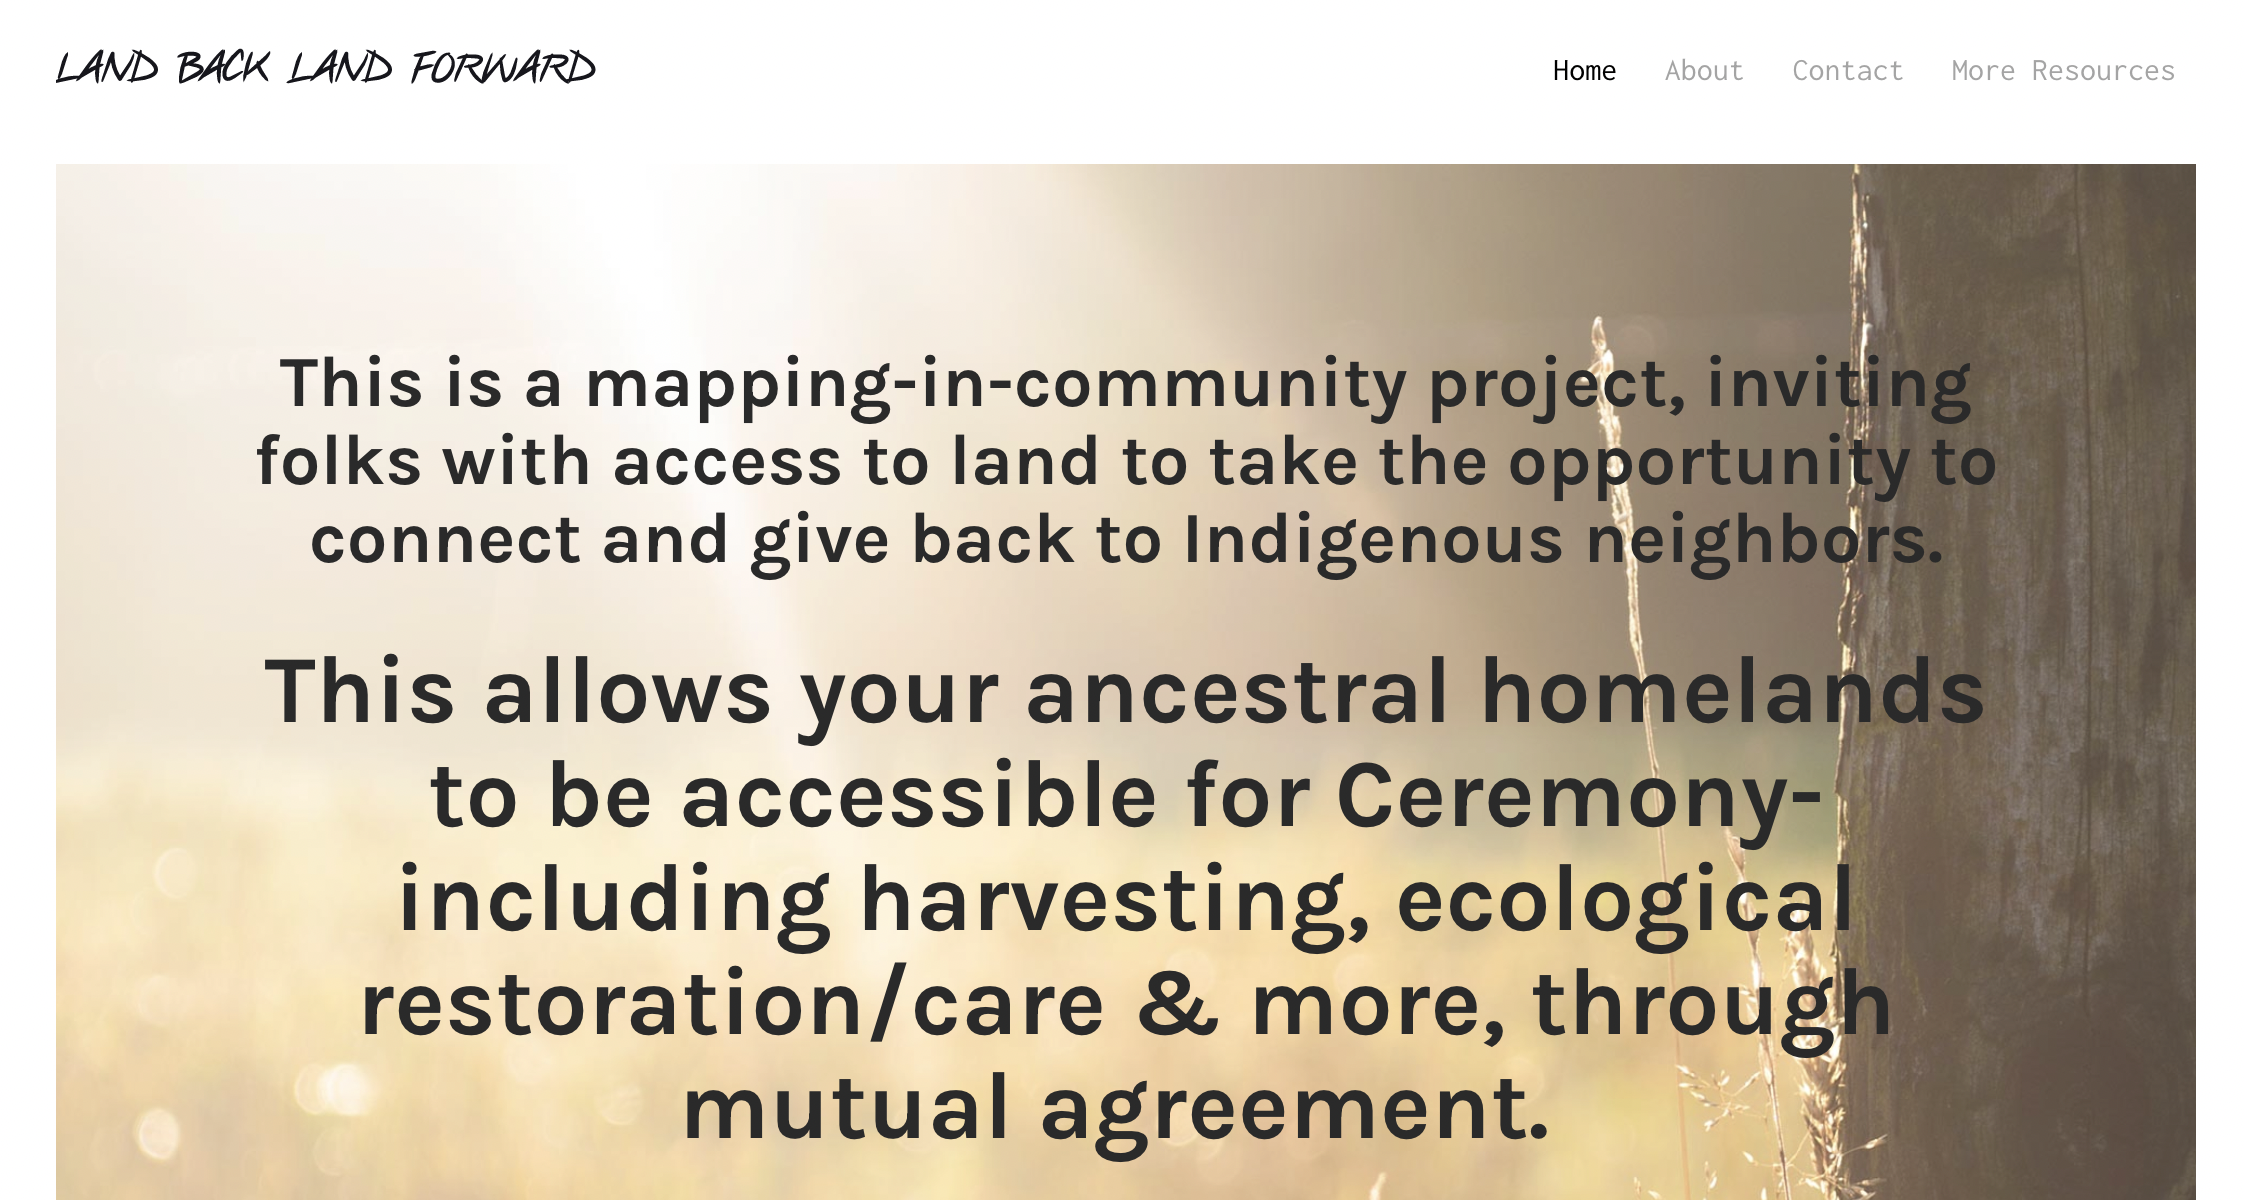 LAND BACK LAND FORWARD
Home About Contact More Resources
This is a mapping-in-community project, inviting
folks with access to land to take the opportunity to
connect and give back to Indigenous neighbors.
This allows your ancestral homelands
to be accessible for Ceremony-
including harvesting, ecological
restoration/care & more, through
mutual agreement.